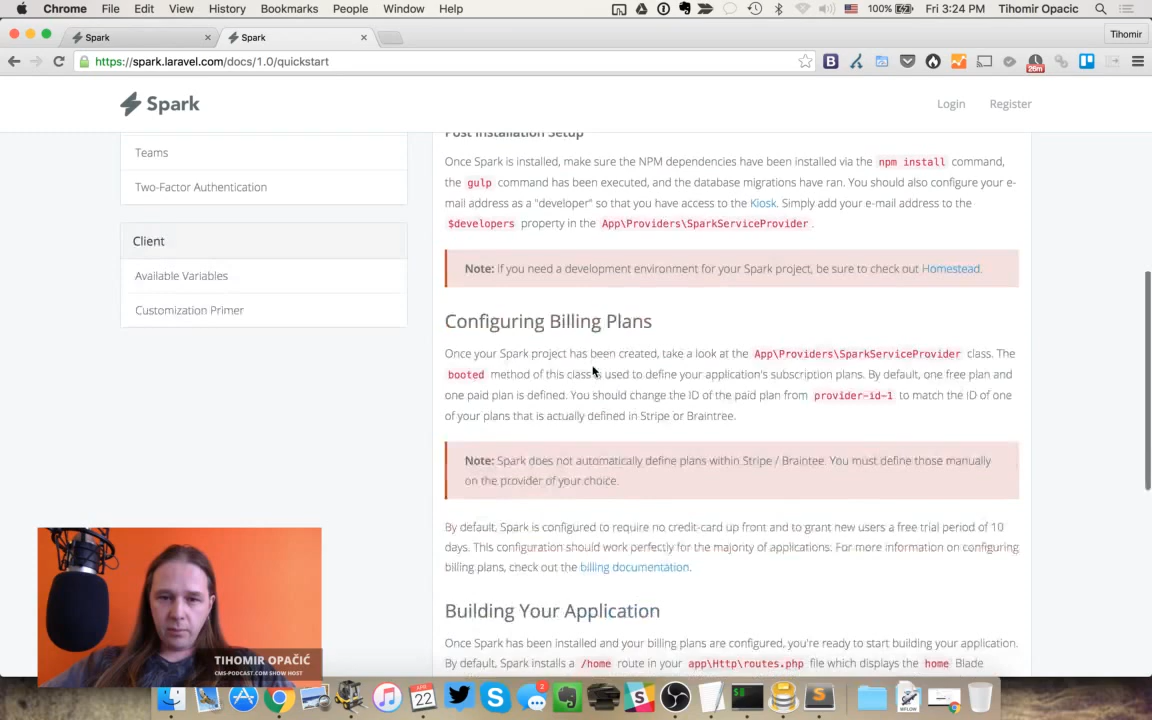 Chrome File Edit View History Bookmarks People Window Help 100% Fri 3:24 PM Tihomir Opacic
Spark × Spark × Tihomir
https://spark.laravel.com/docs/1.0/quickstart
26m
Spark Login Register
Teams
Two-Factor Authentication
Client
Available Variables
Customization Primer
Post Installation Setup
Once Spark is installed, make sure the NPM dependencies have been installed via the npm install command,
the gulp command has been executed, and the database migrations have ran. You should also configure your e-
mail address as a "developer" so that you have access to the Kiosk. Simply add your e-mail address to the
$developers property in the App\Providers\SparkServiceProvider.
Note: If you need a development environment for your Spark project, be sure to check out Homestead.
Configuring Billing Plans
Once your Spark project has been created, take a look at the App\Providers\SparkServiceProvider class. The
booted method of this class is used to define your application's subscription plans. By default, one free plan and
one paid plan is defined. You should change the ID of the paid plan from provider-id-1 to match the ID of one
of your plans that is actually defined in Stripe or Braintree.
Note: Spark does not automatically define plans within Stripe / Braintee. You must define those manually
on the provider of your choice.
By default, Spark is configured to require no credit-card up front and to grant new users a free trial period of 10
days. This configuration should work perfectly for the majority of applications. For more information on configuring
billing plans, check out the billing documentation.
Building Your Application
Once Spark has been installed and your billing plans are configured, you're ready to start building your application.
By default, Spark installs a /home route in your app\Http\routes.php file which displays the home Blade
TIHOMIR OPAČIĆ
CMS-PODCAST.COM SHOW HOST
22
2